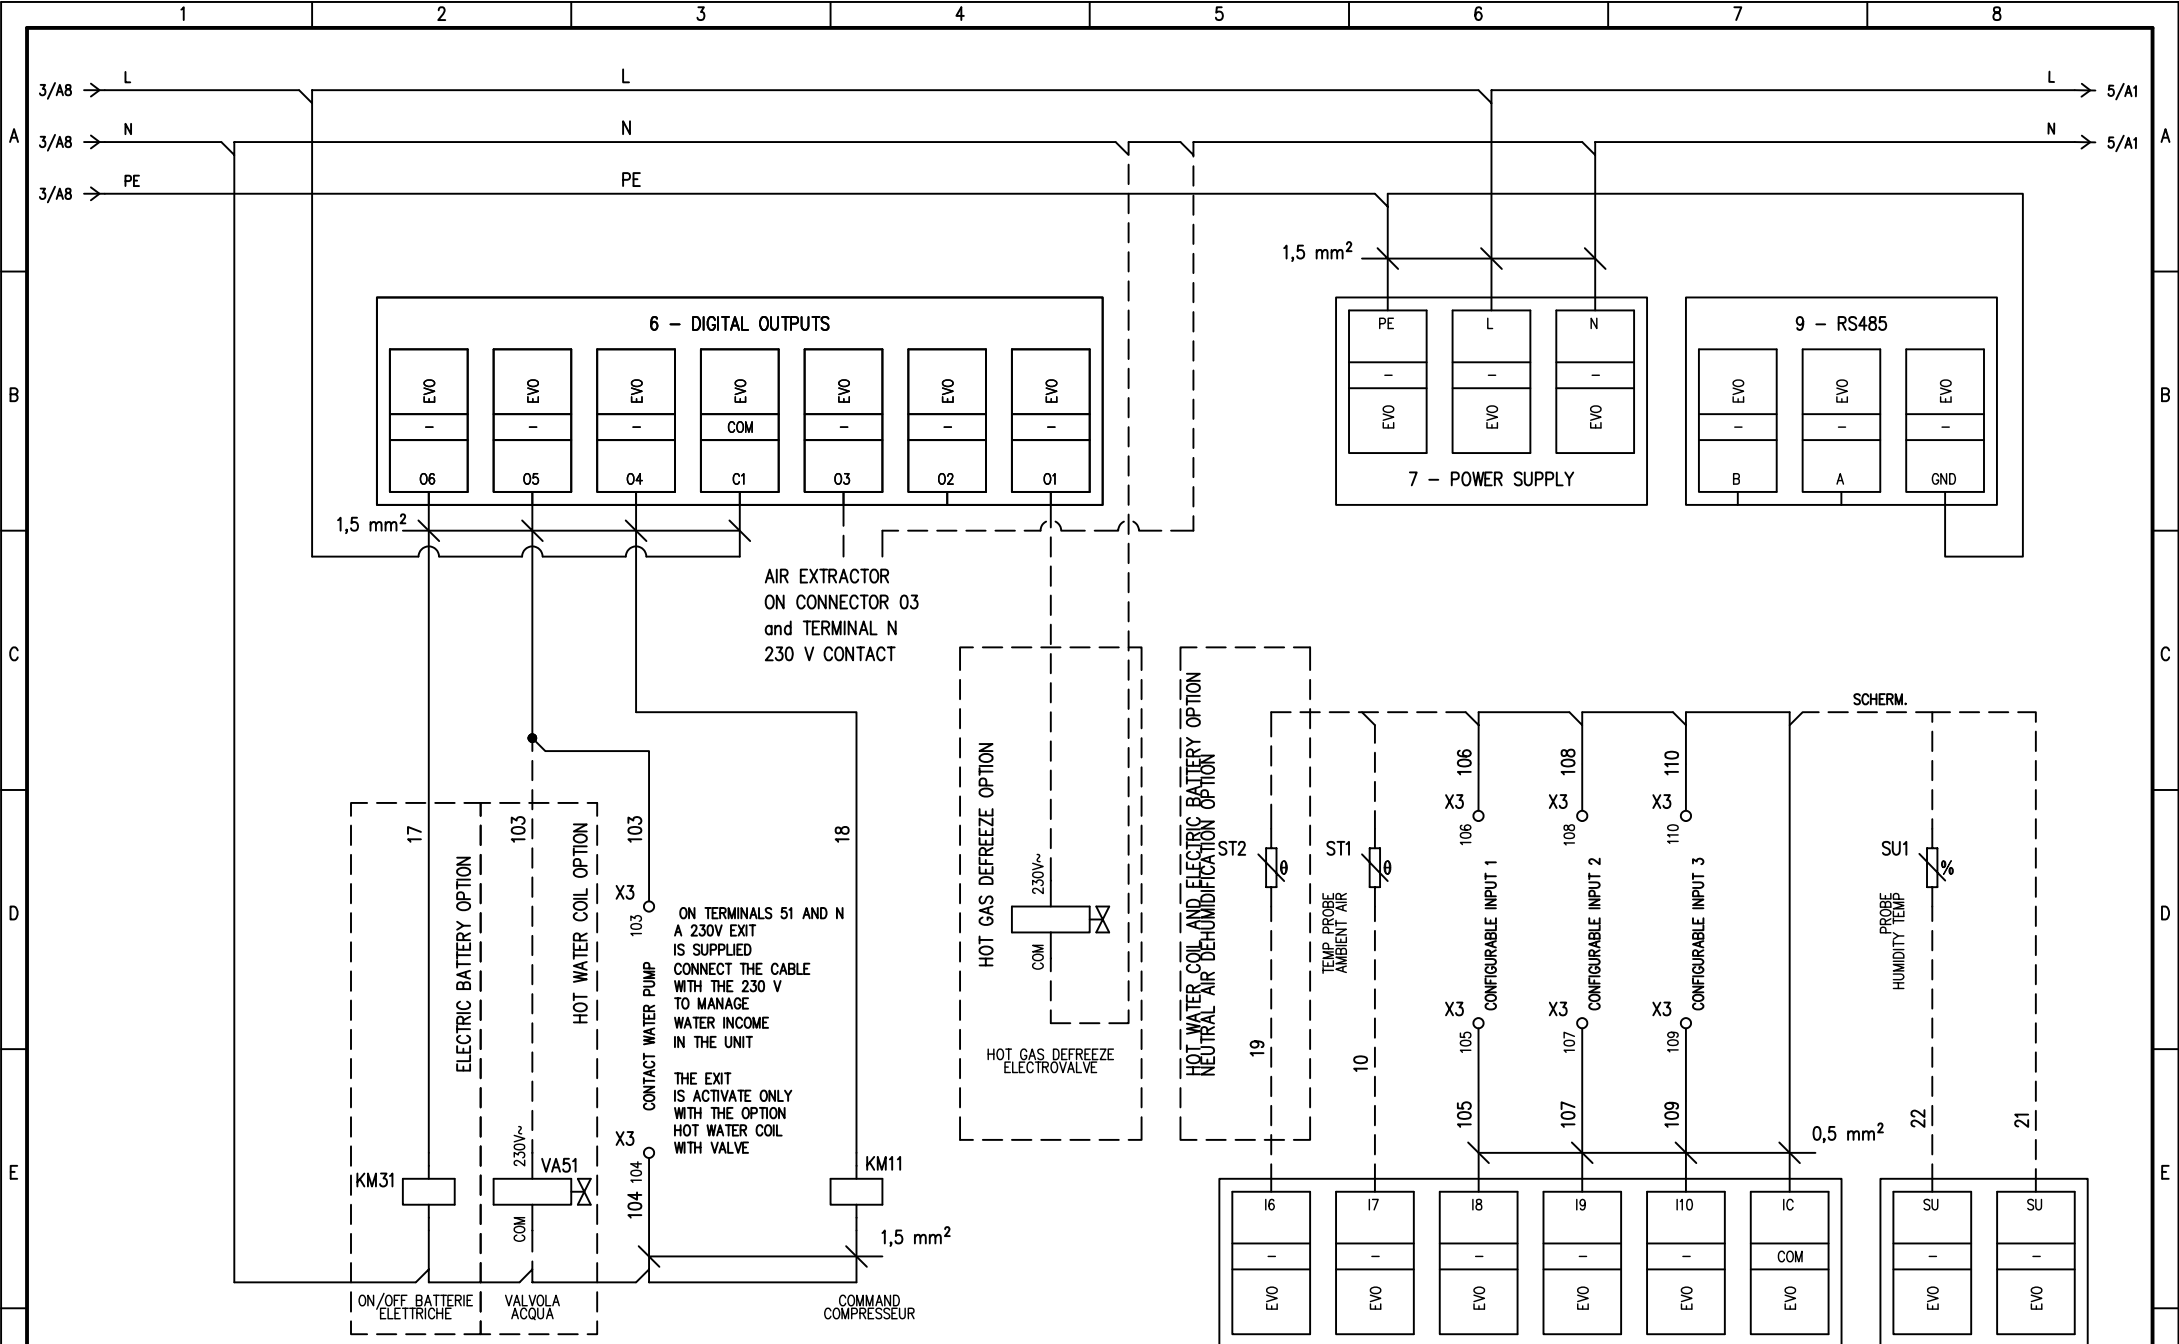 1 2 3 4 5 6 7 8
L L L
3/A8 5/A1
N N N
A 3/A8 5/A1 A
PE PE
3/A8
1,5 mm²
6 – DIGITAL OUTPUTS
PE L N
9 – RS485
EVO EVO EVO EVO EVO EVO EVO
- - - COM - - -
O6 O5 O4 C1 O3 O2 O1
- - -
EVO EVO EVO
7 – POWER SUPPLY
EVO EVO EVO
- - -
B A GND
B B
1,5 mm²
AIR EXTRACTOR
ON CONNECTOR O3
and TERMINAL N
230 V CONTACT
C C
SCHERM.
106 108 110
X3 X3 X3
106 108 110
17 103 103 18
ELECTRIC BATTERY OPTION
HOT WATER COIL OPTION
X3
103
CONTACT WATER PUMP
ON TERMINALS 51 AND N
A 230V EXIT
IS SUPPLIED
CONNECT THE CABLE
WITH THE 230 V
TO MANAGE
WATER INCOME
IN THE UNIT
THE EXIT
IS ACTIVATE ONLY
WITH THE OPTION
HOT WATER COIL
WITH VALVE
X3
104
104
HOT GAS DEFREEZE OPTION
230V~
COM
HOT GAS DEFREEZE
ELECTROVALVE
HOT WATER COIL AND ELECTRIC BATTERY OPTION
NEUTRAL AIR DEHUMIDIFICATION OPTION
ST2 θ
19
ST1 θ
TEMP PROBE
AMBIENT AIR
10
CONFIGURABLE INPUT 1
CONFIGURABLE INPUT 2
CONFIGURABLE INPUT 3
X3 X3 X3
105 107 109
105 107 109
SU1 %
PROBE
HUMIDITY TEMP
22 21
0,5 mm²
D D
E E
KM31
230V~
VA51
COM
KM11
1,5 mm²
ON/OFF BATTERIE
ELETTRICHE
VALVOLA
ACQUA
COMMAND
COMPRESSEUR
I6 I7 I8 I9 I10 IC
- - - - - COM
EVO EVO EVO EVO EVO EVO
SU SU
- -
EVO EVO